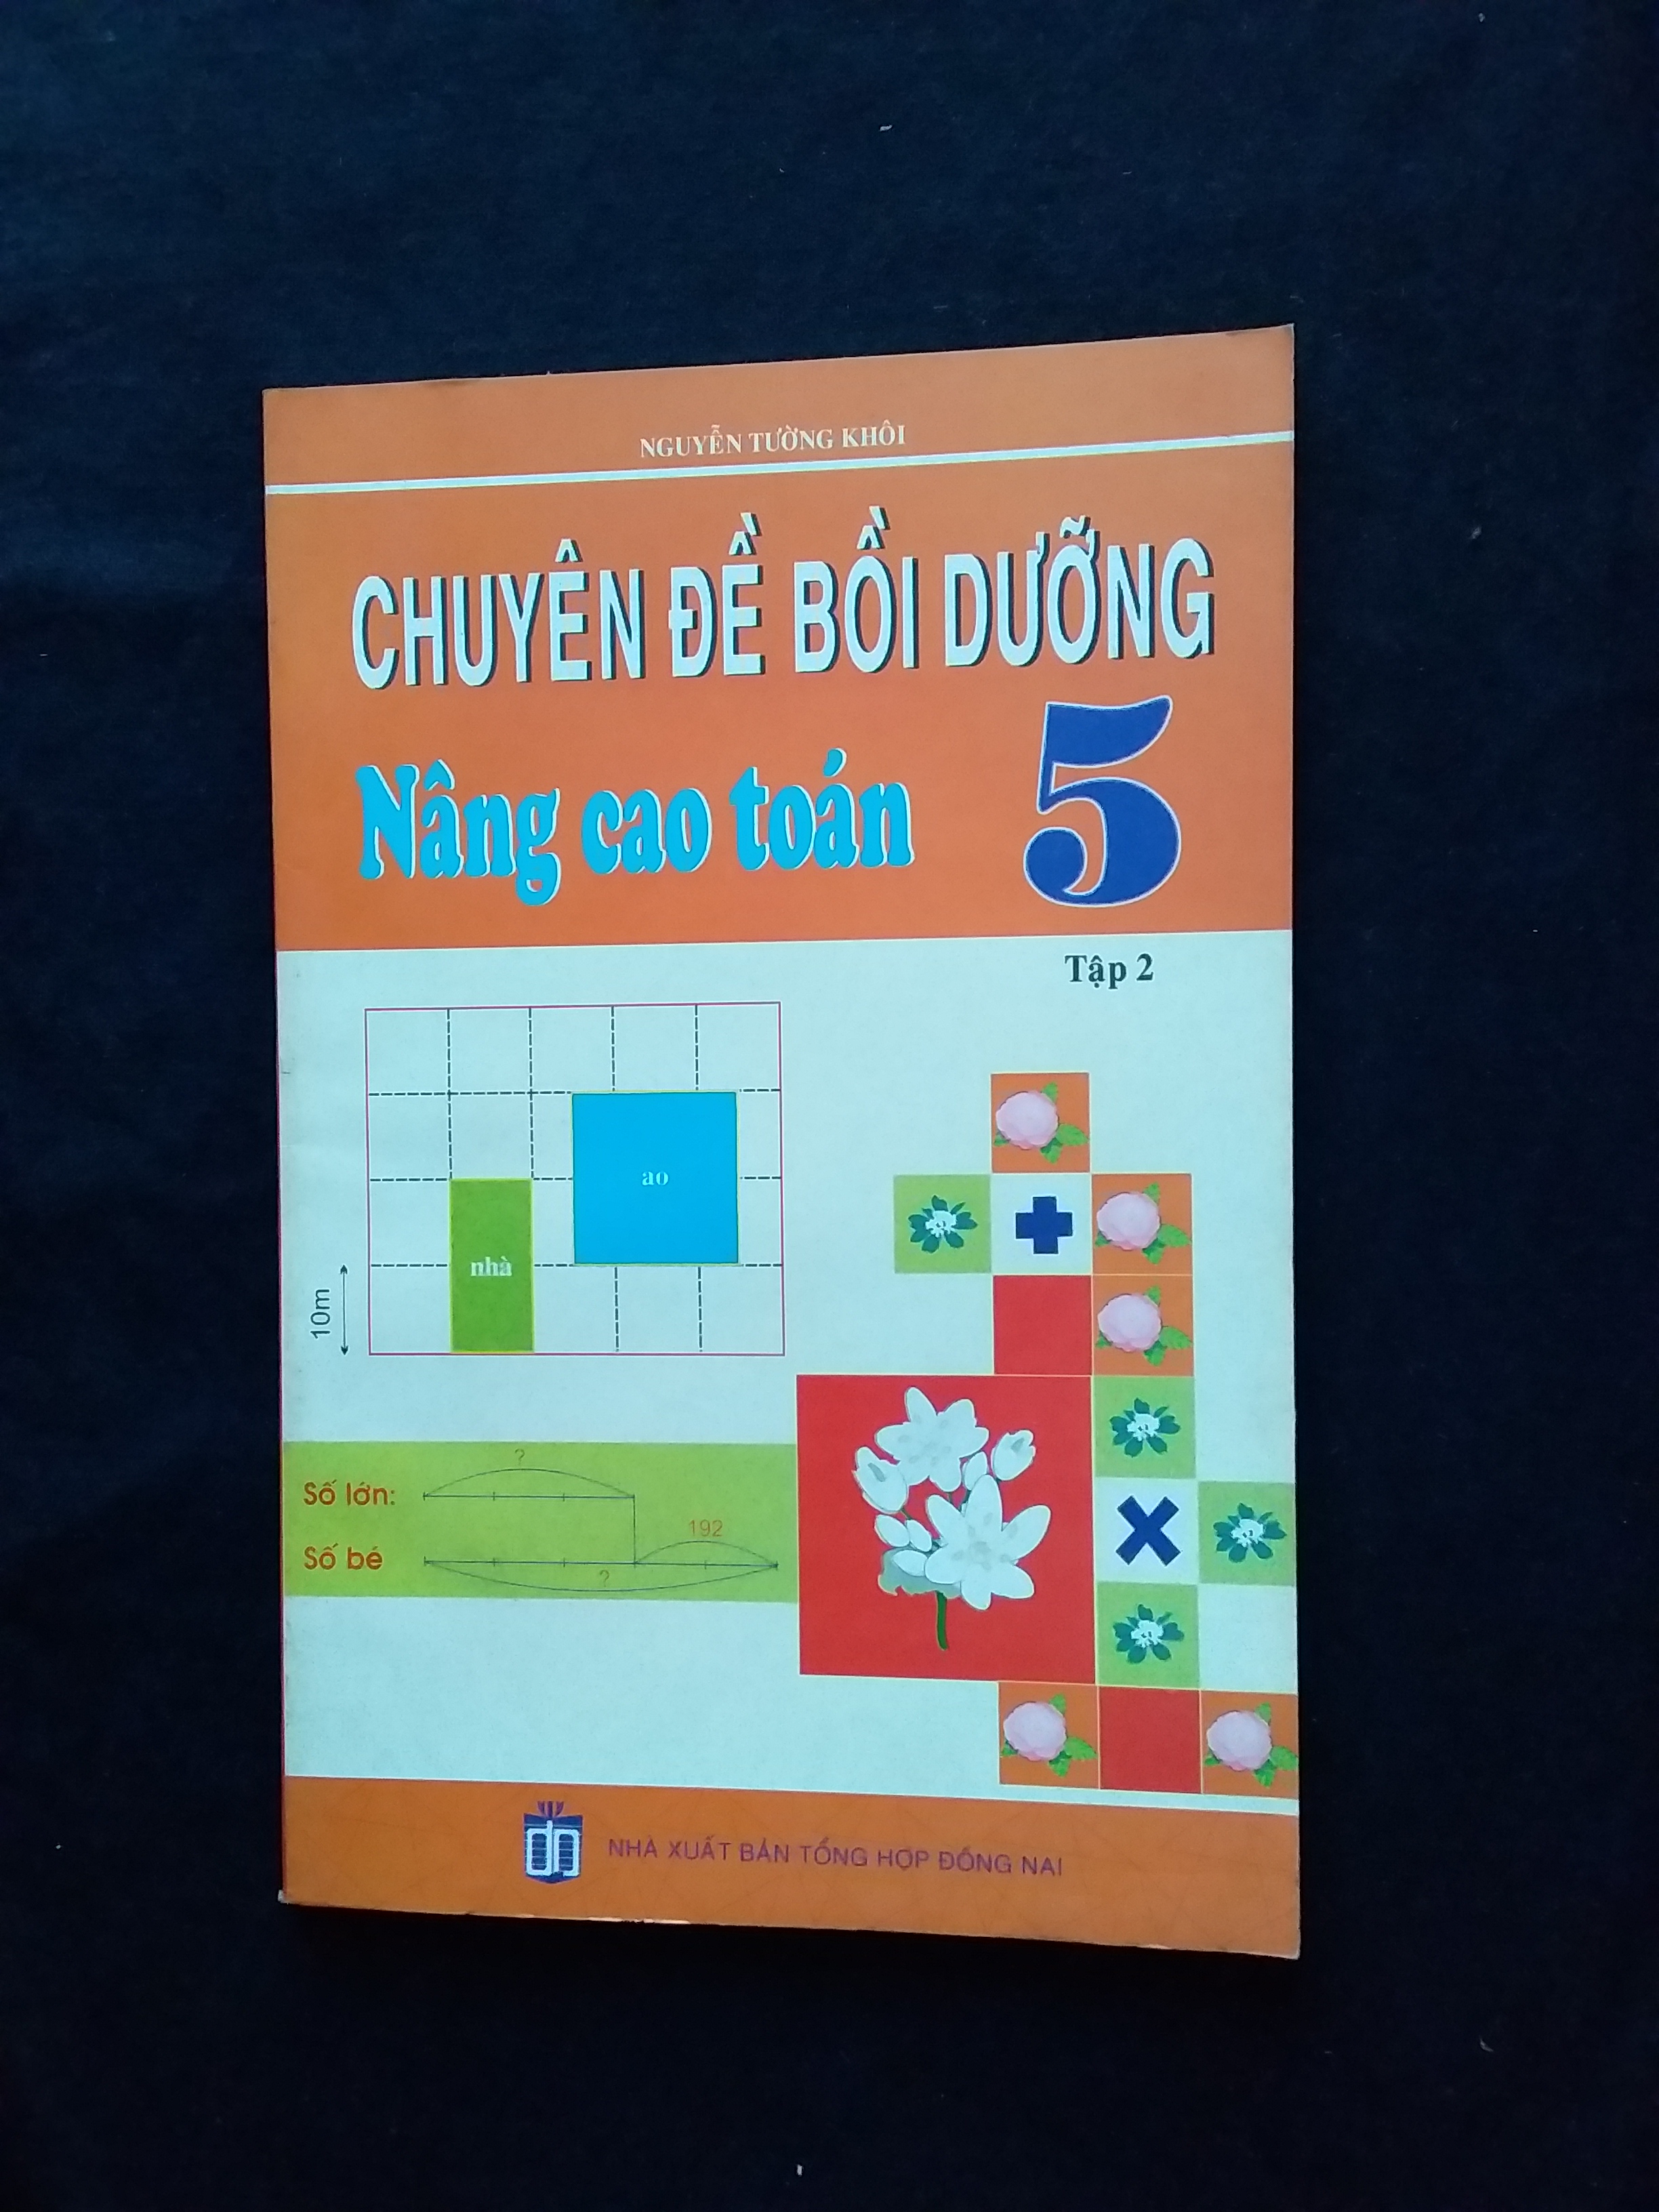 NGUYỄN TƯỜNG KHÔI
CHUYÊN ĐỀ BỒI DƯỠNG
Nâng cao toán 5
Tập 2
ao
nhà
10m
?
Số lớn:
192
Số bé
?
NHÀ XUẤT BẢN TỔNG HỢP ĐỒNG NAI